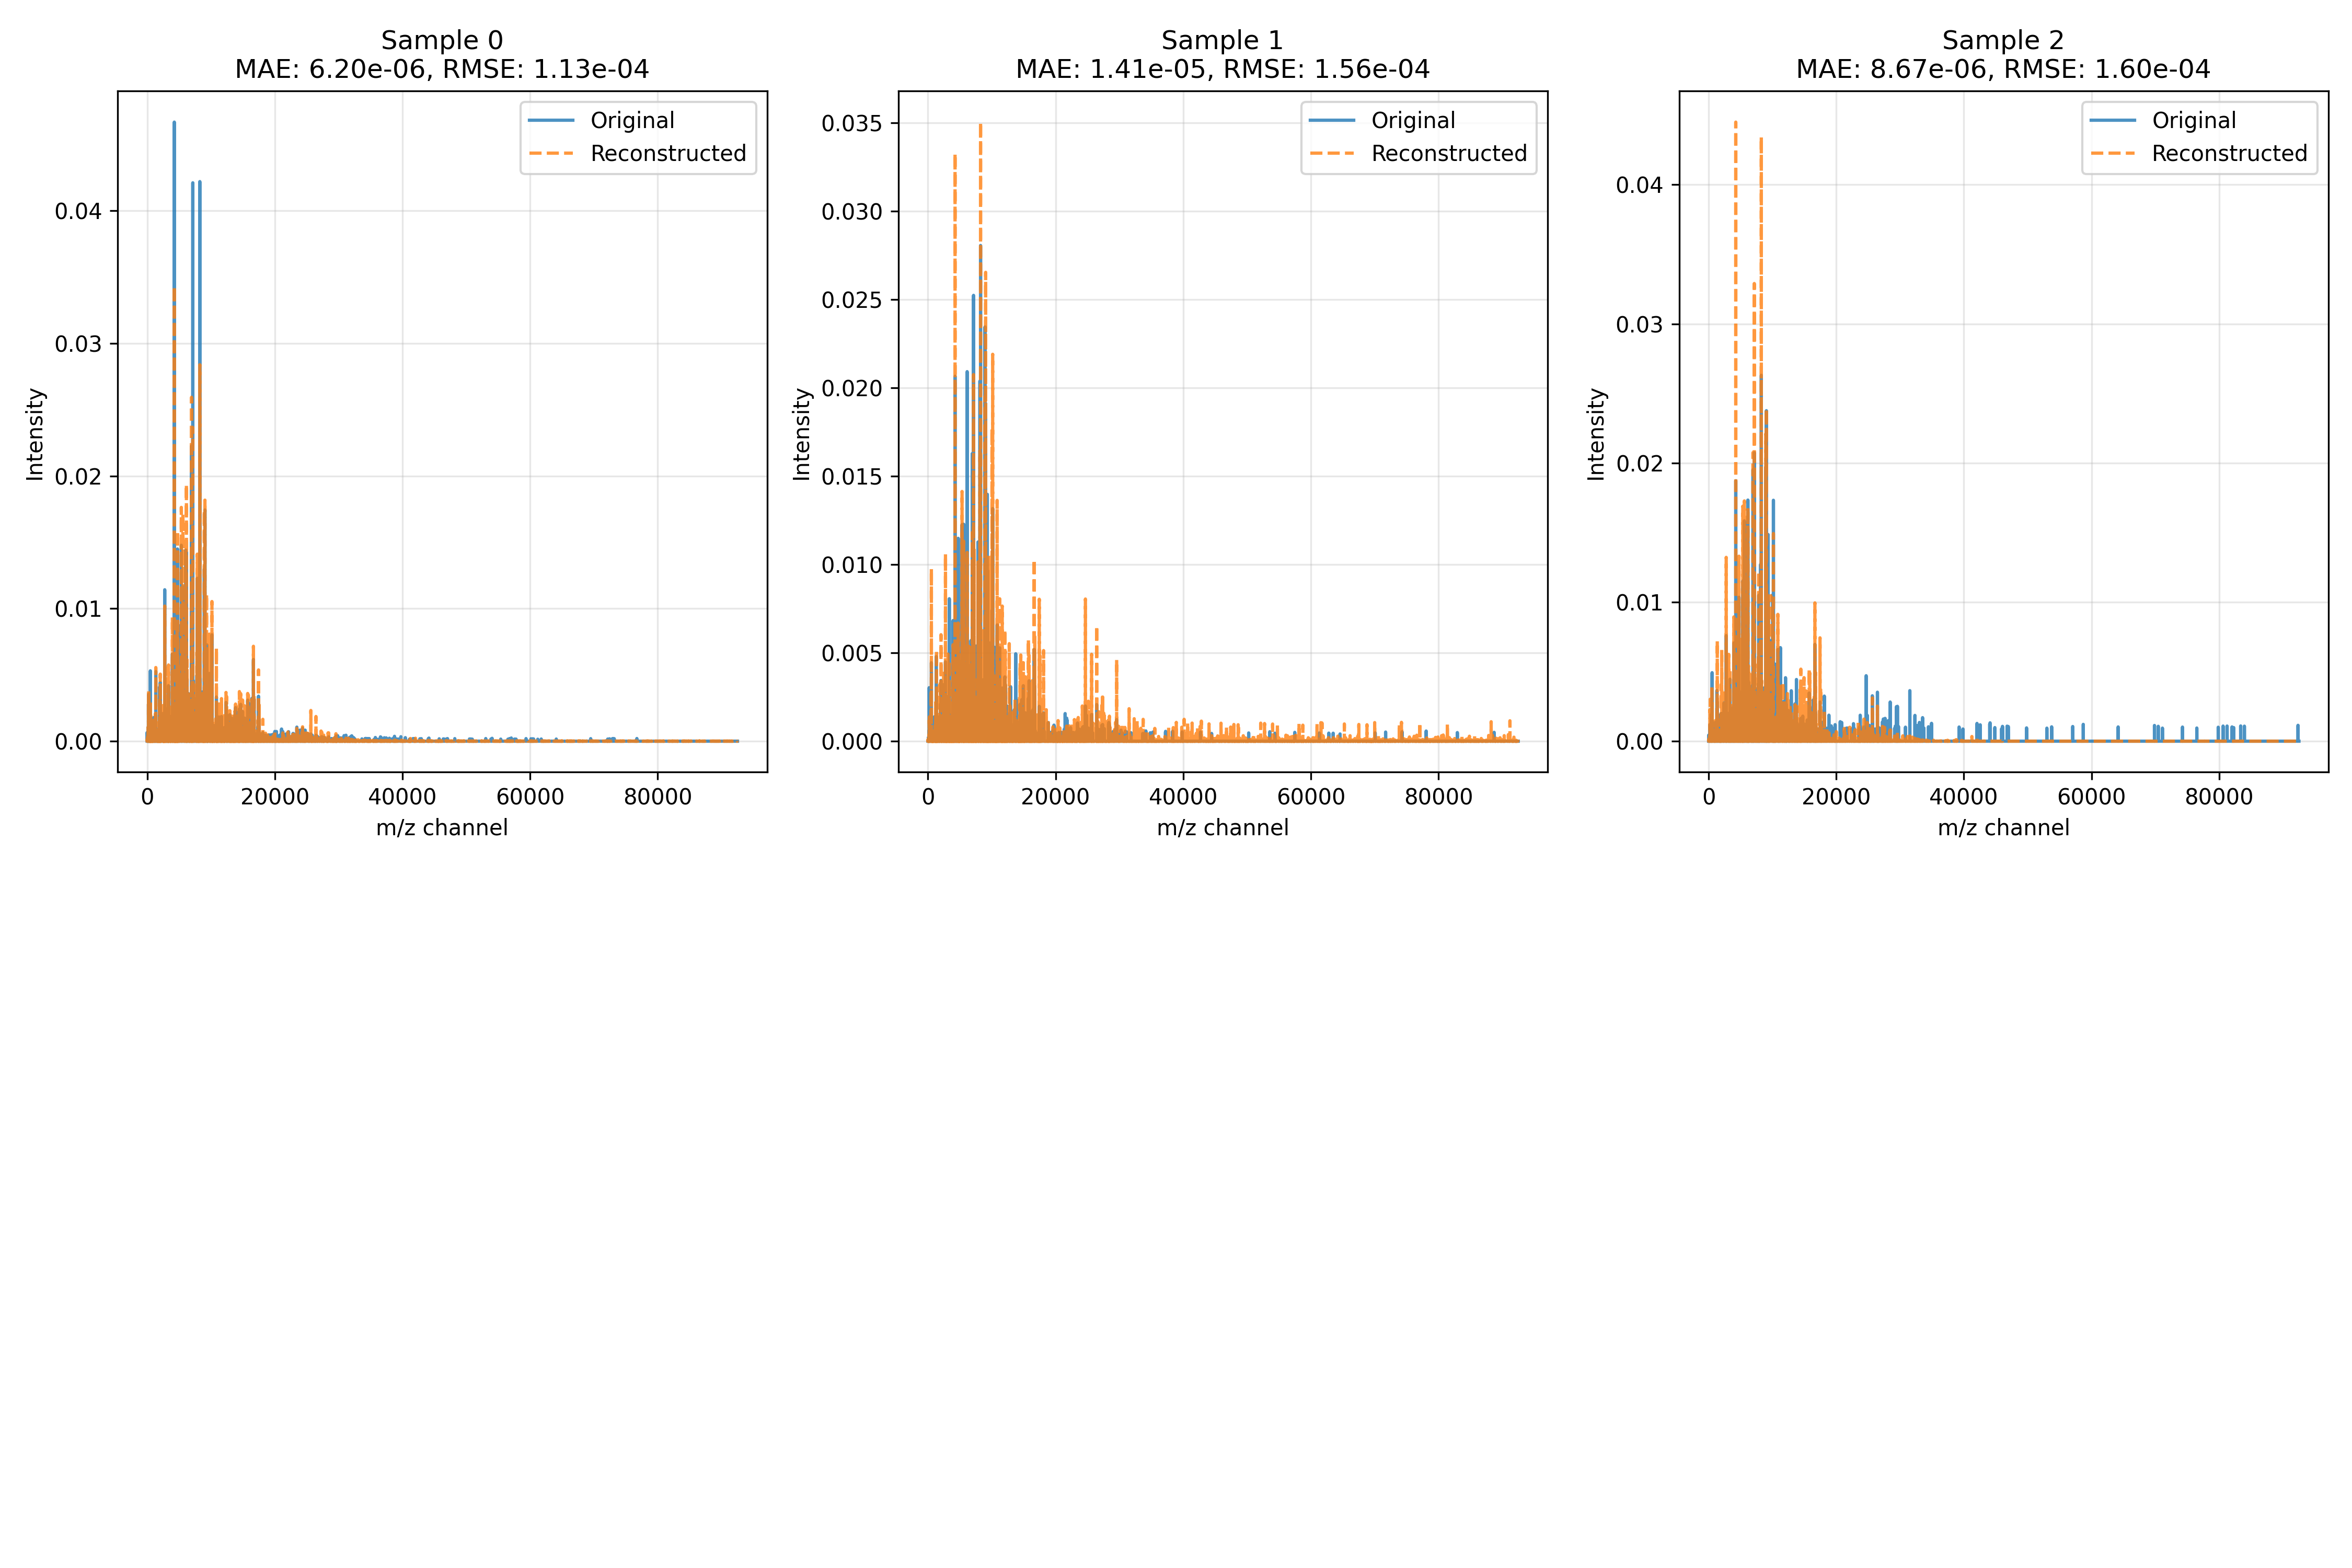 Sample 0
MAE: 6.20e-06, RMSE: 1.13e-04
Original
Reconstructed
Intensity
0.04
0.03
0.02
0.01
0.00
0 20000 40000 60000 80000
m/z channel
Sample 1
MAE: 1.41e-05, RMSE: 1.56e-04
Original
Reconstructed
Intensity
0.035
0.030
0.025
0.020
0.015
0.010
0.005
0.000
0 20000 40000 60000 80000
m/z channel
Sample 2
MAE: 8.67e-06, RMSE: 1.60e-04
Original
Reconstructed
Intensity
0.04
0.03
0.02
0.01
0.00
0 20000 40000 60000 80000
m/z channel